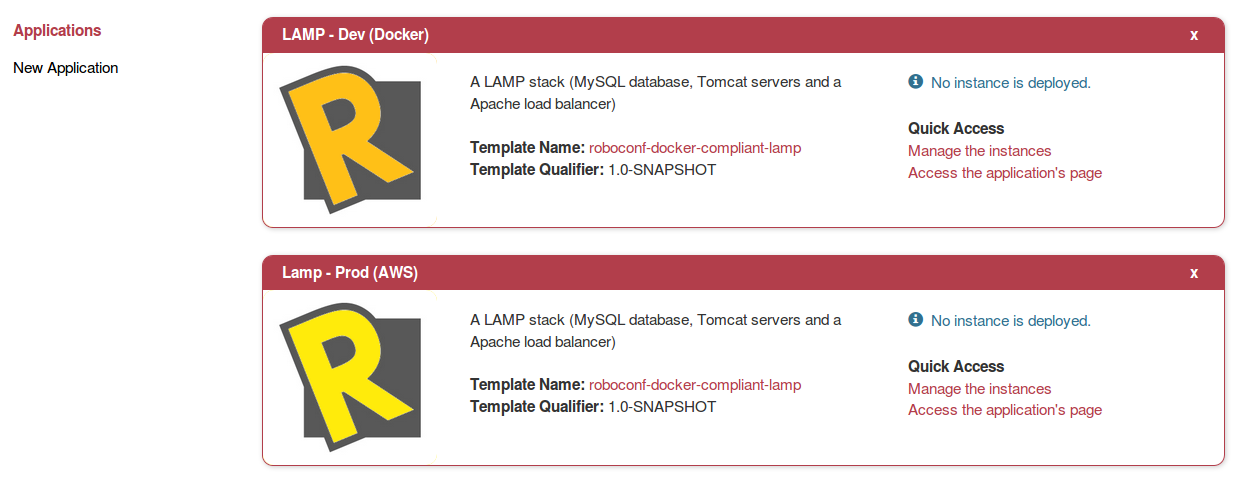 Applications
New Application
LAMP - Dev (Docker)
x
R
A LAMP stack (MySQL database, Tomcat servers and a
Apache load balancer)
Template Name: roboconf-docker-compliant-lamp
Template Qualifier: 1.0-SNAPSHOT
No instance is deployed.
Quick Access
Manage the instances
Access the application's page
Lamp - Prod (AWS)
x
R
A LAMP stack (MySQL database, Tomcat servers and a
Apache load balancer)
Template Name: roboconf-docker-compliant-lamp
Template Qualifier: 1.0-SNAPSHOT
No instance is deployed.
Quick Access
Manage the instances
Access the application's page